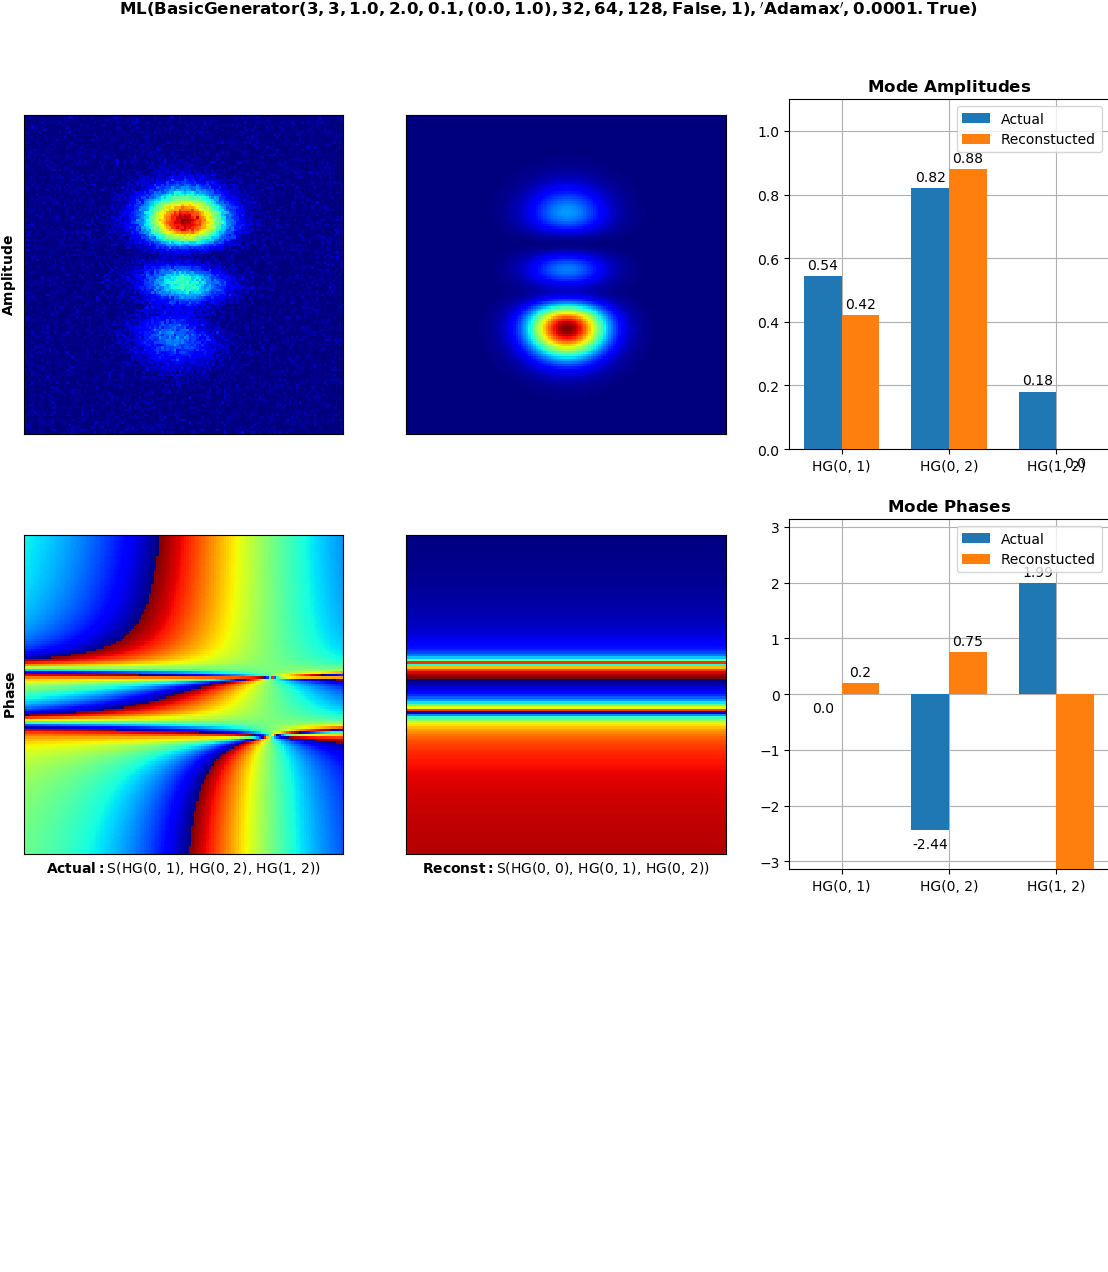 ML(BasicGenerator(3, 3, 1.0, 2.0, 0.1, (0.0, 1.0), 32, 64, 128, False, 1), ′Adamax′, 0.0001. True)
Amplitude
Mode Amplitudes
Actual
Reconstucted
1.0
0.8
0.6
0.4
0.2
0.0
0.54
0.42
0.82
0.88
0.18
0.0
HG(0, 1)
HG(0, 2)
HG(1, 2)
Phase
Actual: S(HG(0, 1), HG(0, 2), HG(1, 2))
Reconst: S(HG(0, 0), HG(0, 1), HG(0, 2))
Mode Phases
Actual
Reconstucted
3
2
1
0
−1
−2
−3
0.0
0.2
-2.44
0.75
1.99
HG(0, 1)
HG(0, 2)
HG(1, 2)